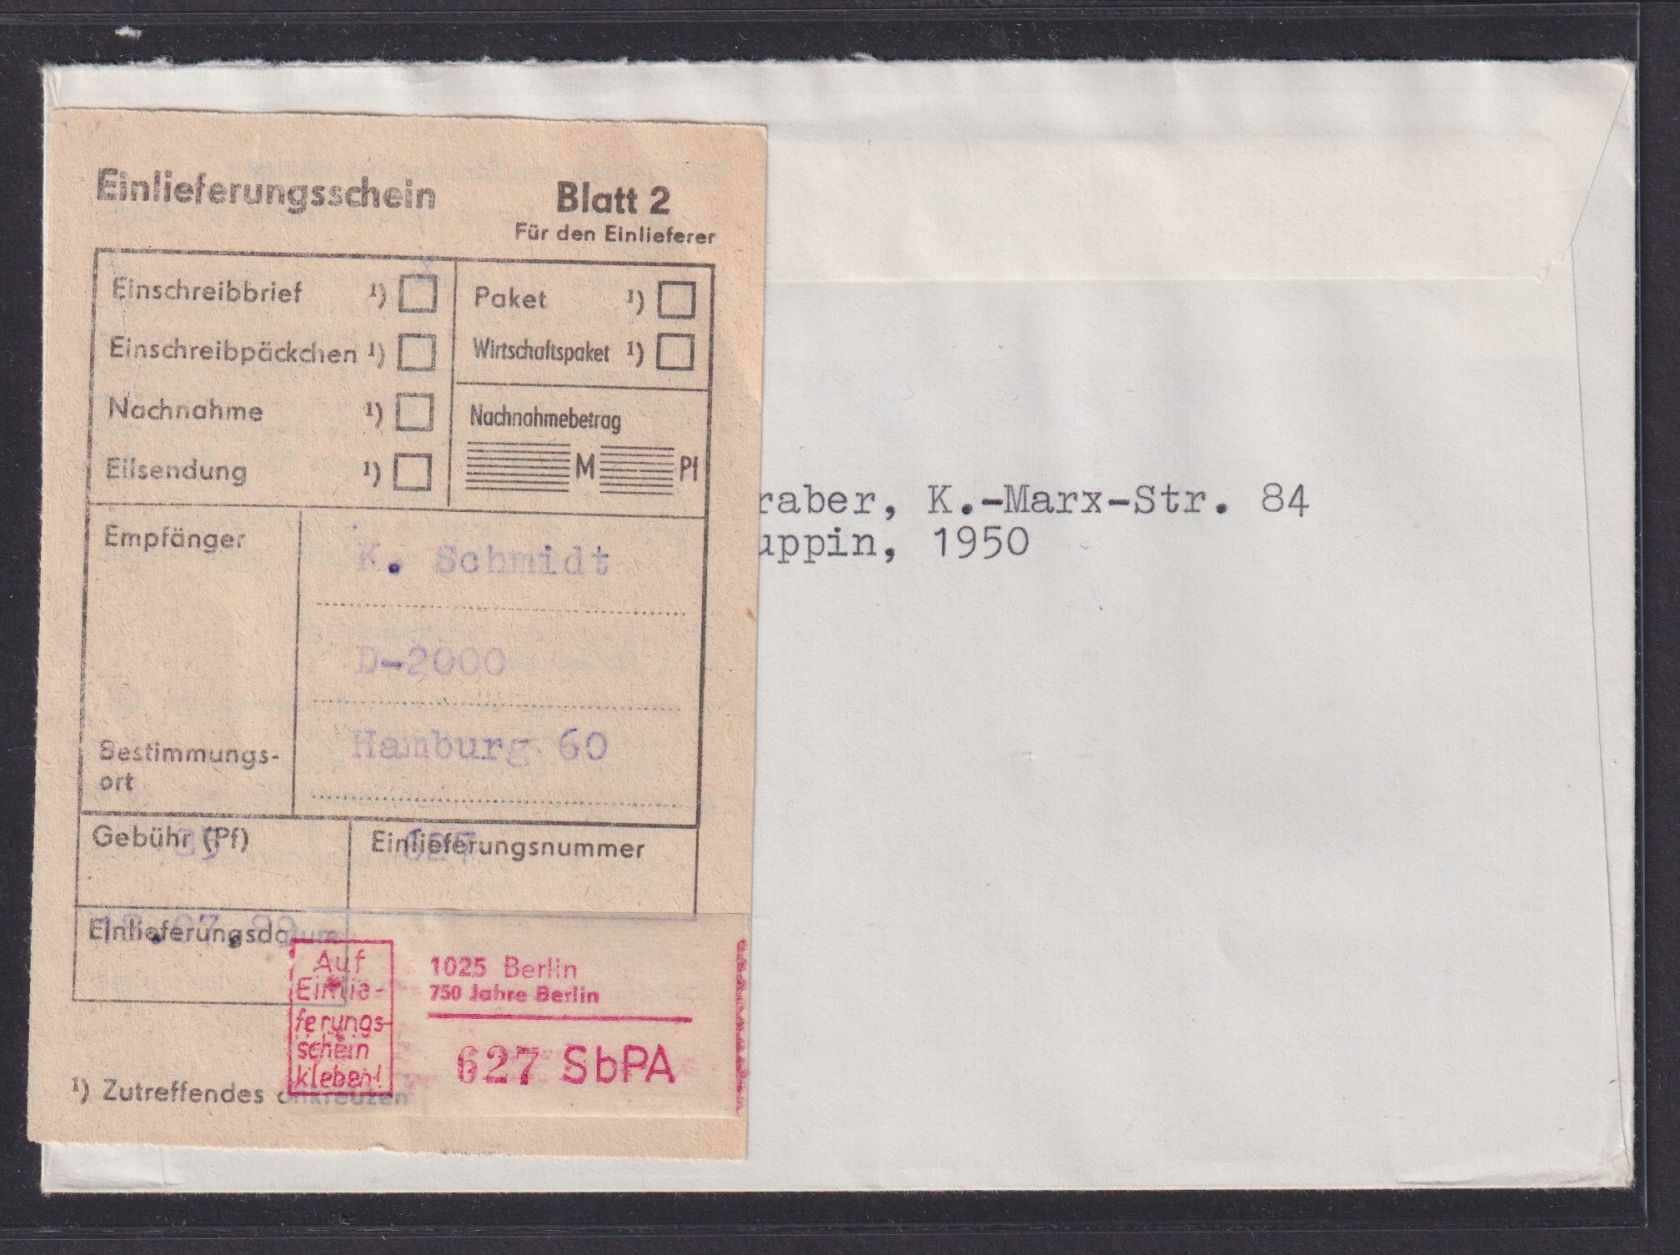 Einlieferungsschein Blatt 2
Für den Einlieferer
Einschreibbrief ¹)
Einschreibpäckchen ¹)
Nachnahme ¹)
Eilsendung ¹)
Paket ¹)
Wirtschaftspaket ¹)
Nachnahmebetrag
M Pf
Empfänger
K. Schmidt
D-2000
Bestimmungs-
ort
Hamburg 60
Gebühr (Pf)
Einlieferungsnummer
627
Einlieferungsdatum
Auf
Einlie-
ferungs-
schein
kleben!
1025 Berlin
750 Jahre Berlin
627 SbPA
¹) Zutreffendes ankreuzen
raber, K.-Marx-Str. 84
uppin, 1950